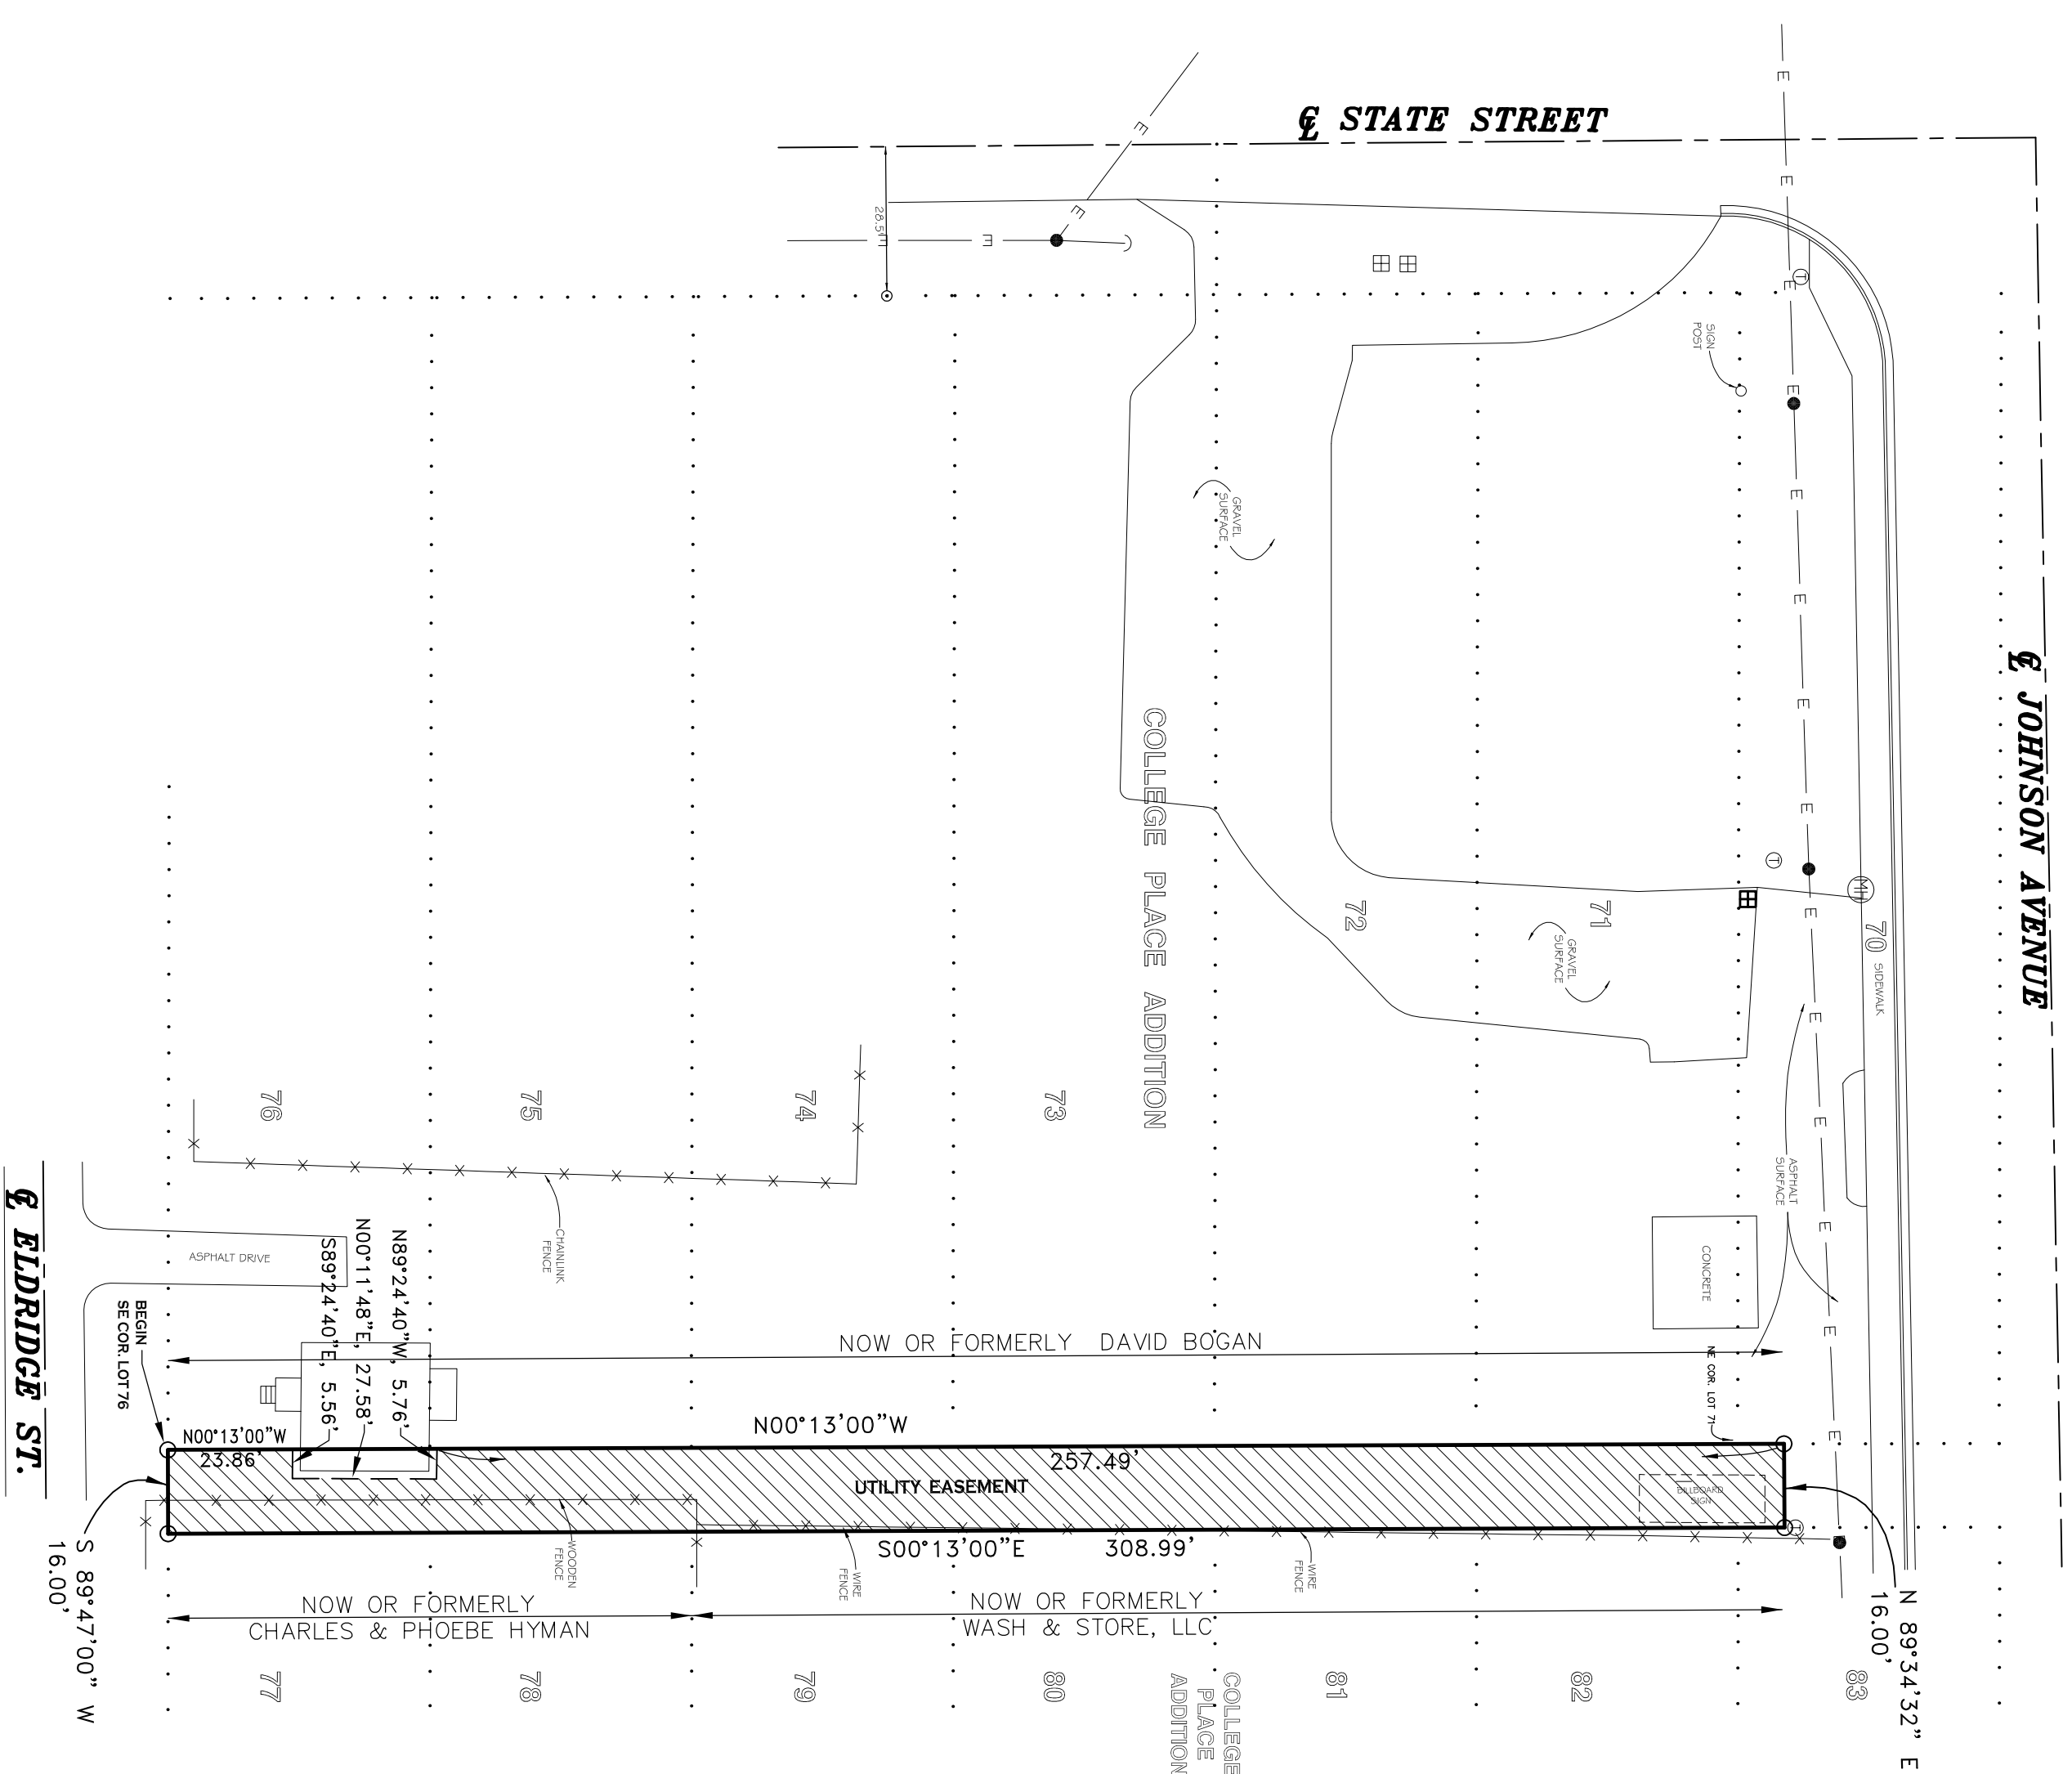 ℄ STATE STREET
℄ JOHNSON AVENUE
E
E
E
E
E
E
E
28.5'
E
E
T
E
SIGN
POST
E
E
E
E
E
GRAVEL
SURFACE
COLLEGE PLACE ADDITION
T
MH
72
71
70
SIDEWALK
GRAVEL
SURFACE
E
E
E
E
76
75
74
73
ASPHALT
SURFACE
E
CHAINLINK
FENCE
CONCRETE
℄ ELDRIDGE ST.
ASPHALT DRIVE
N89°24'40"W, 5.76'
N00°11'48"E, 27.58'
S89°24'40"E, 5.56'
BEGIN
SE COR. LOT 76
NOW OR FORMERLY DAVID BOGAN
NE COR. LOT 71
E
E
N00°13'00"W
23.86'
N00°13'00"W
257.49'
UTILITY EASEMENT
BILLBOARD
SIGN
T
S00°13'00"E 308.99'
WOODEN
FENCE
WIRE
FENCE
WIRE
FENCE
S 89°47'00" W
16.00'
N 89°34'32" E
16.00'
NOW OR FORMERLY
CHARLES & PHOEBE HYMAN
NOW OR FORMERLY
WASH & STORE, LLC
77
78
79
80
81
82
83
COLLEGE
PLACE
ADDITION